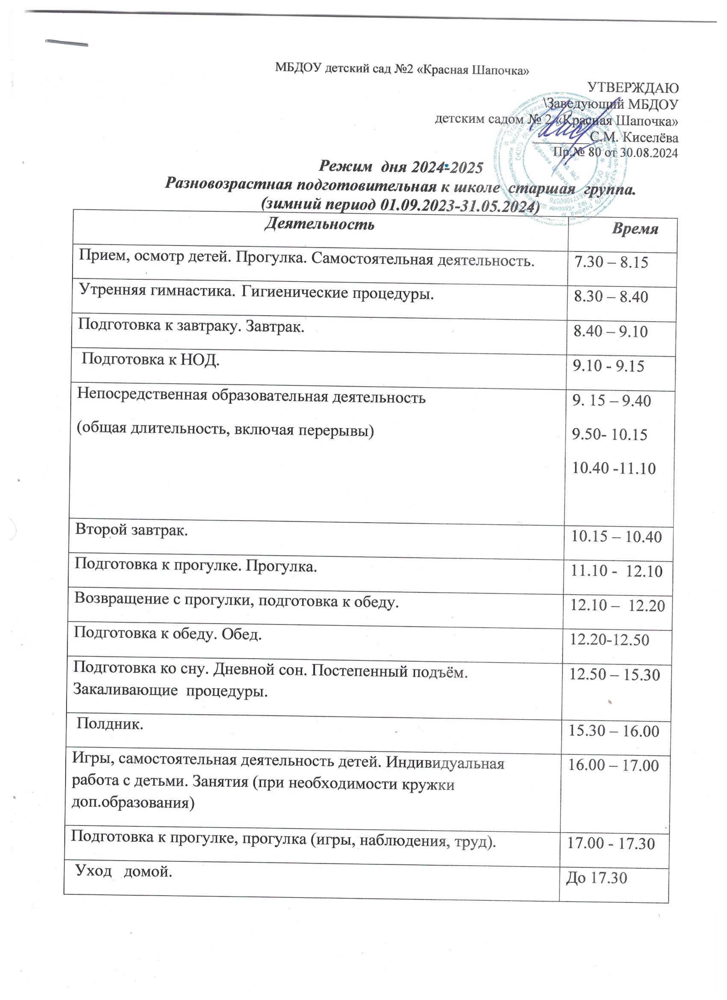 МБДОУ детский сад №2 «Красная Шапочка»
УТВЕРЖДАЮ
\Заведующий МБДОУ
детским садом № 2 «Красная Шапочка»
________С.М. Киселёва
Пр.№ 80 от 30.08.2024
Режим дня 2024-2025
Разновозрастная подготовительная к школе старшая группа.
(зимний период 01.09.2023-31.05.2024)
Деятельность Время
Прием, осмотр детей. Прогулка. Самостоятельная деятельность. 7.30 – 8.15
Утренняя гимнастика. Гигиенические процедуры. 8.30 – 8.40
Подготовка к завтраку. Завтрак. 8.40 – 9.10
Подготовка к НОД. 9.10 - 9.15
Непосредственная образовательная деятельность 9. 15 – 9.40
(общая длительность, включая перерывы) 9.50- 10.15
10.40 -11.10
Второй завтрак. 10.15 – 10.40
Подготовка к прогулке. Прогулка. 11.10 - 12.10
Возвращение с прогулки, подготовка к обеду. 12.10 – 12.20
Подготовка к обеду. Обед. 12.20-12.50
Подготовка ко сну. Дневной сон. Постепенный подъём. 12.50 – 15.30
Закаливающие процедуры.
Полдник. 15.30 – 16.00
Игры, самостоятельная деятельность детей. Индивидуальная 16.00 – 17.00
работа с детьми. Занятия (при необходимости кружки
доп.образования)
Подготовка к прогулке, прогулка (игры, наблюдения, труд). 17.00 - 17.30
Уход домой. До 17.30